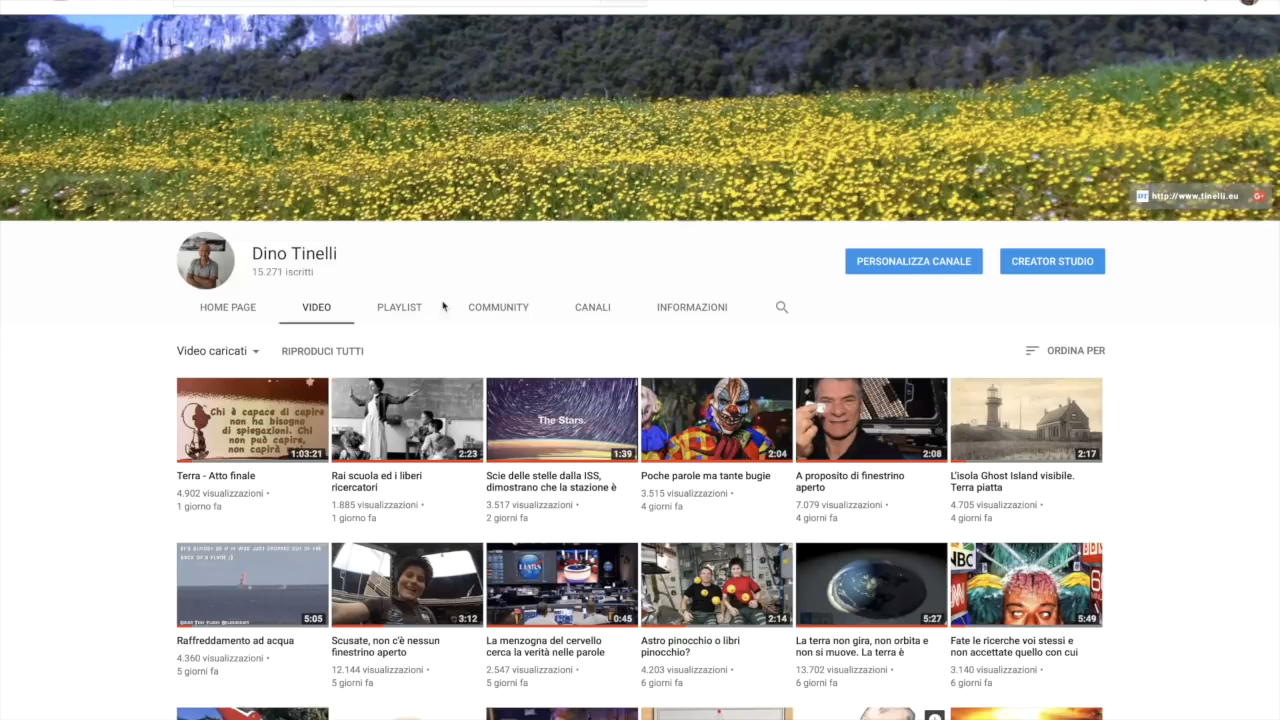 http://www.tinelli.eu
Dino Tinelli
15.271 iscritti
PERSONALIZZA CANALE
CREATOR STUDIO
HOME PAGE
VIDEO
PLAYLIST
COMMUNITY
CANALI
INFORMAZIONI
Video caricati
RIPRODUCI TUTTI
ORDINA PER
Chi è capace di capire
non ha bisogno
di spiegazioni. Chi
non può capire,
non capirà
1:03:21
2:23
The Stars.
1:39
2:04
2:08
2:17
Terra - Atto finale
4.902 visualizzazioni •
1 giorno fa
Rai scuola ed i liberi
ricercatori
1.885 visualizzazioni •
1 giorno fa
Scie delle stelle dalla ISS,
dimostrano che la stazione è
3.517 visualizzazioni •
2 giorni fa
Poche parole ma tante bugie
3.515 visualizzazioni •
4 giorni fa
A proposito di finestrino
aperto
7.079 visualizzazioni •
4 giorni fa
L'isola Ghost Island visibile.
Terra piatta
4.705 visualizzazioni •
4 giorni fa
5:05
3:12
LIARS
0:45
2:14
5:27
NBC
CNN
5:49
Raffreddamento ad acqua
4.360 visualizzazioni •
5 giorni fa
Scusate, non c'è nessun
finestrino aperto
12.144 visualizzazioni •
5 giorni fa
La menzogna del cervello
cerca la verità nelle parole
2.547 visualizzazioni •
5 giorni fa
Astro pinocchio o libri
pinocchio?
4.203 visualizzazioni •
6 giorni fa
La terra non gira, non orbita e
non si muove. La terra è
13.702 visualizzazioni •
6 giorni fa
Fate le ricerche voi stessi e
non accettate quello con cui
3.140 visualizzazioni •
6 giorni fa